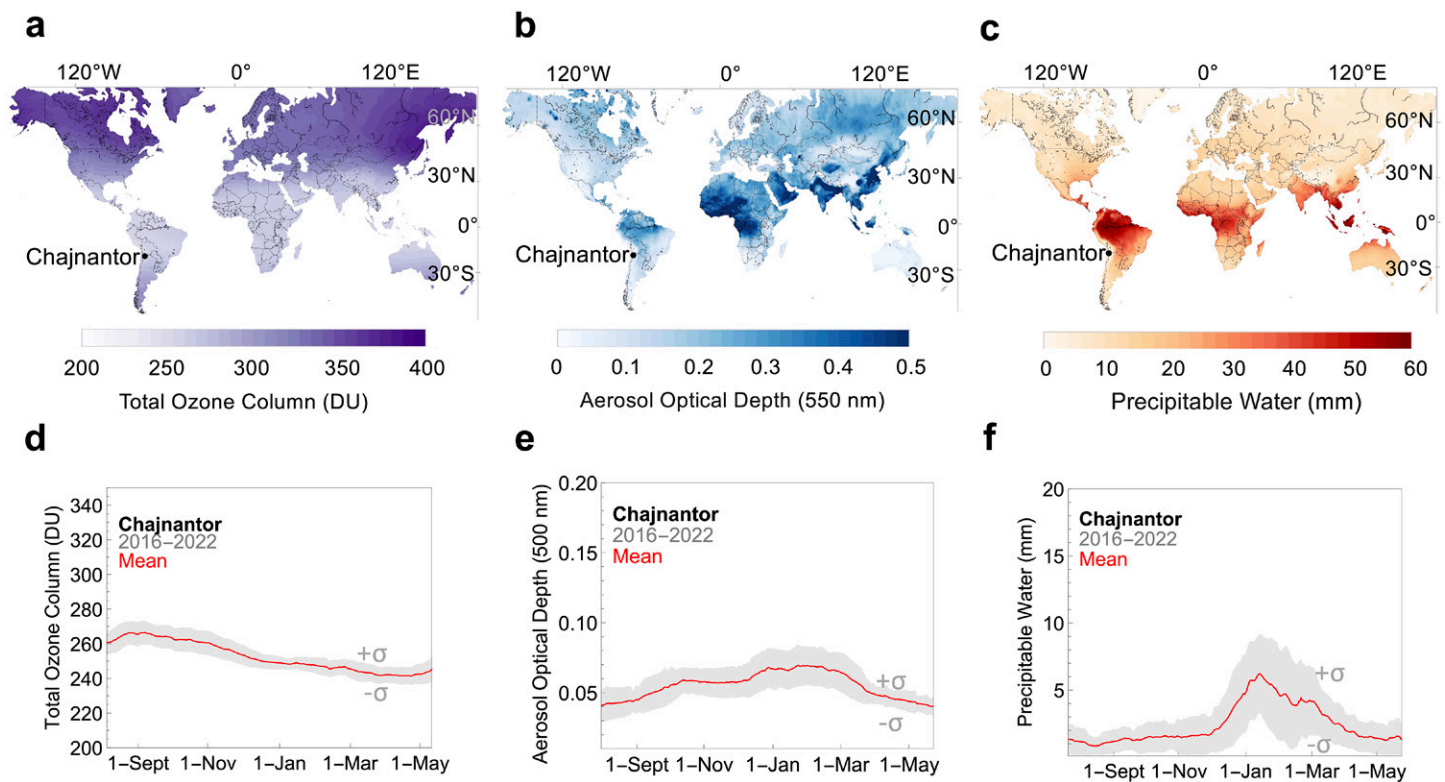 a
b
c
120°W 0° 120°E
120°W 0° 120°E
120°W 0° 120°E
60°N
30°N
0°
30°S
Chajnantor
60°N
30°N
0°
30°S
Chajnantor
60°N
30°N
0°
30°S
Chajnantor
200 250 300 350 400
Total Ozone Column (DU)
0 0.1 0.2 0.3 0.4 0.5
Aerosol Optical Depth (550 nm)
0 10 20 30 40 50 60
Precipitable Water (mm)
d
Total Ozone Column (DU)
340
320
300
280
260
240
220
200
Chajnantor
2016–2022
Mean
+σ
-σ
1–Sept 1–Nov 1–Jan 1–Mar 1–May
e
Aerosol Optical Depth (500 nm)
0.20
0.15
0.10
0.05
Chajnantor
2016–2022
Mean
+σ
-σ
1–Sept 1–Nov 1–Jan 1–Mar 1–May
f
Precipitable Water (mm)
20
15
10
5
Chajnantor
2016–2022
Mean
+σ
-σ
1–Sept 1–Nov 1–Jan 1–Mar 1–May